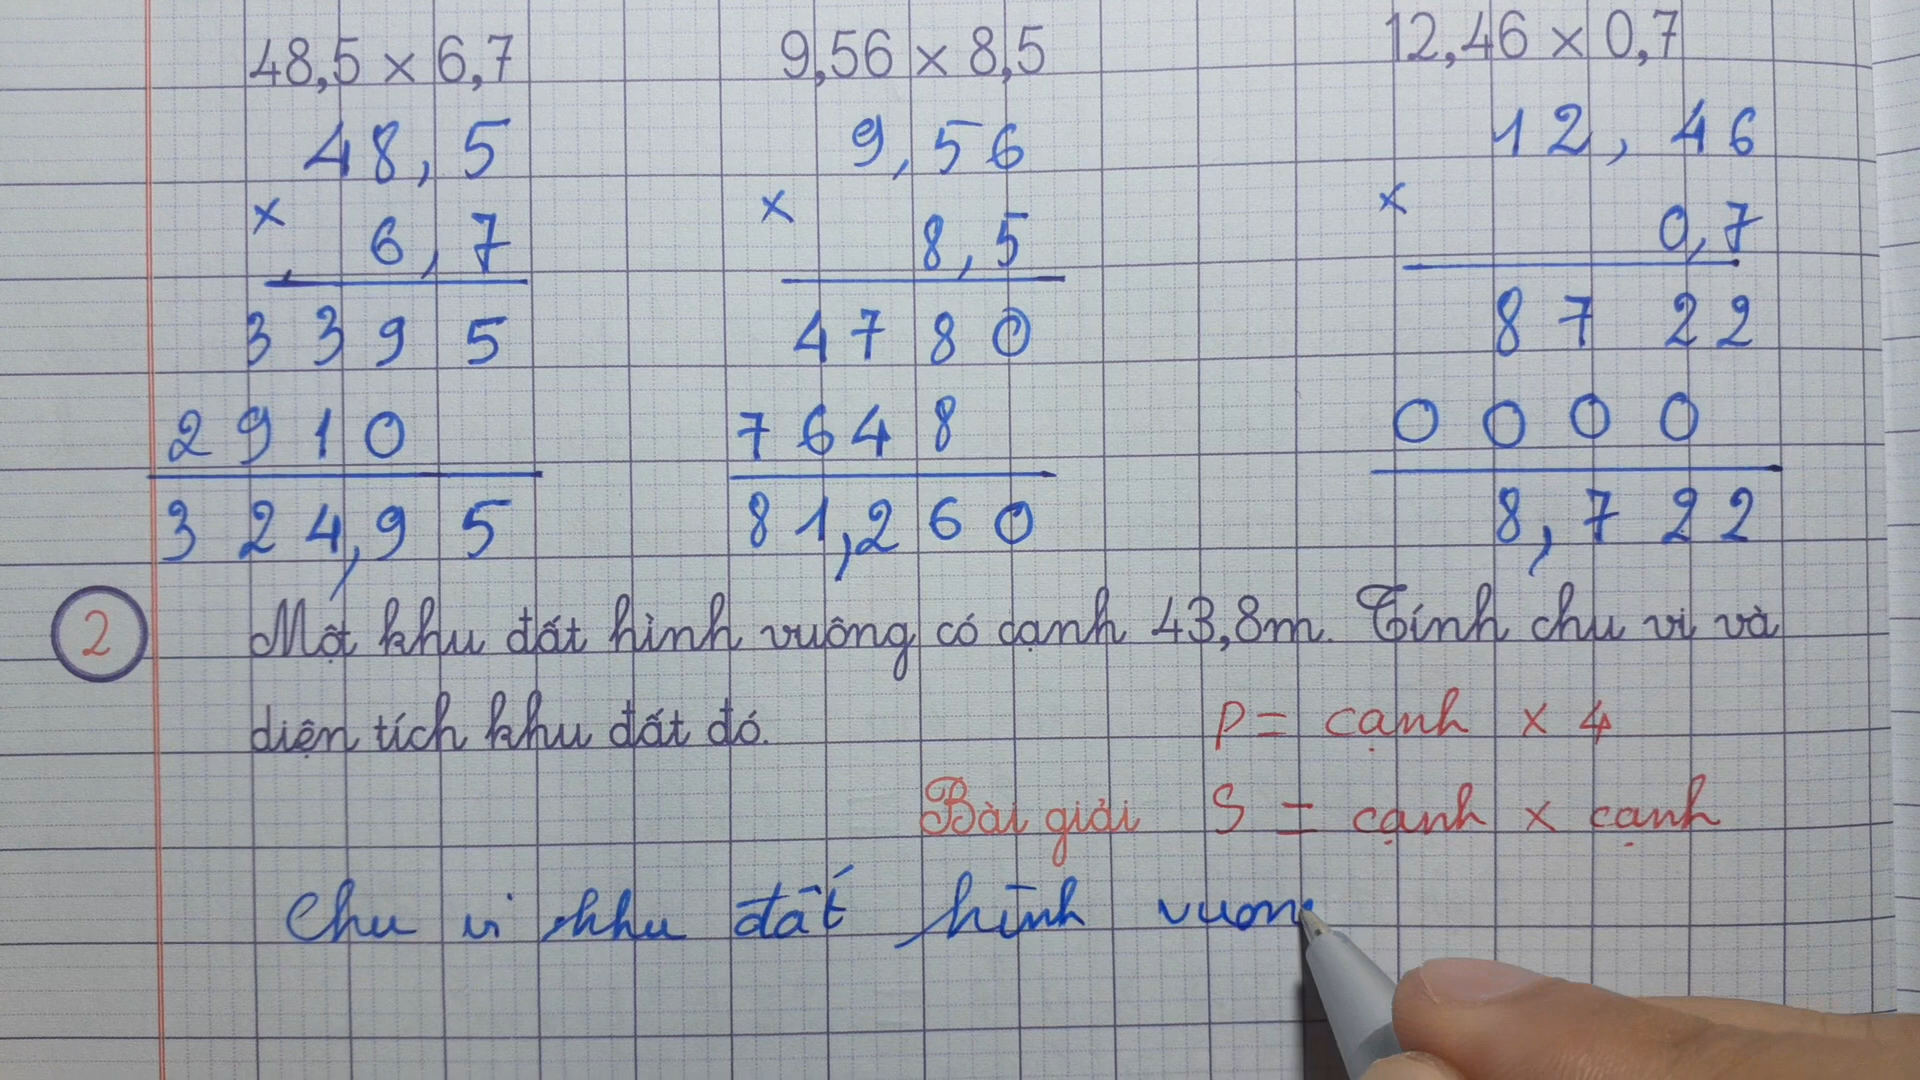 48,5 x 6,7
9,56 x 8,5
12,46 x 0,7
48,5
x
6,7
3395
2910
324,95
9,56
x
8,5
4780
7648
81,260
12,46
x
0,7
8722
0000
8,722
2 Một khu đất hình vuông có cạnh 43,8m. Tính chu vi và
diện tích khu đất đó.
P = cạnh x 4
Bài giải
S = cạnh x cạnh
Chu vi khu đất hình vuon